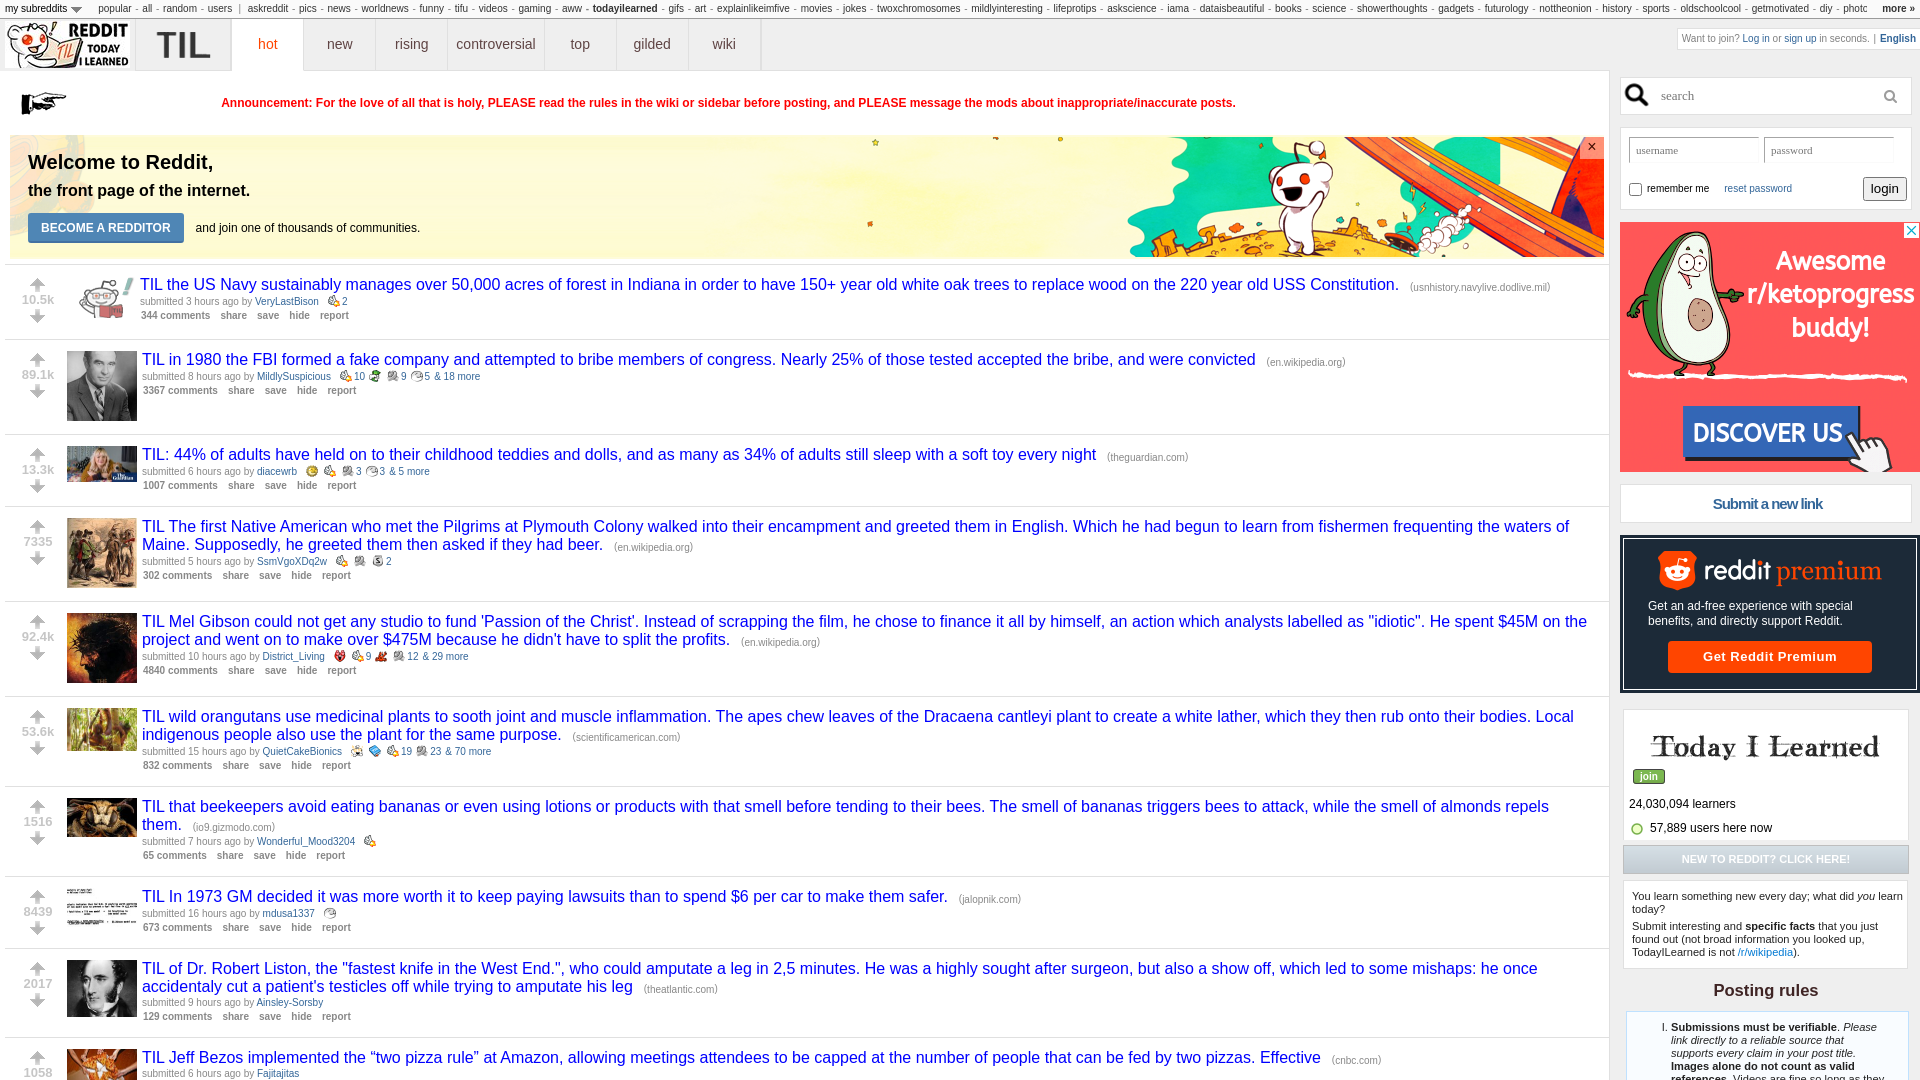 my subreddits popular - all - random - users | askreddit - pics - news - worldnews - funny - tifu - videos - gaming - aww - todayilearned - gifs - art - explainlikeimfive - movies - jokes - twoxchromosomes - mildlyinteresting - lifeprotips - askscience - iama - dataisbeautiful - books - science - showerthoughts - gadgets - futurology - nottheonion - history - sports - oldschoolcool - getmotivated - diy - photc more »
REDDIT
TODAY
I LEARNED
TIL
TIL
hot
new
rising
controversial
top
gilded
wiki
Want to join? Log in or sign up in seconds. | English
Announcement: For the love of all that is holy, PLEASE read the rules in the wiki or sidebar before posting, and PLEASE message the mods about inappropriate/inaccurate posts.
Welcome to Reddit,
the front page of the internet.
BECOME A REDDITOR and join one of thousands of communities.
×
10.5k
TIL the US Navy sustainably manages over 50,000 acres of forest in Indiana in order to have 150+ year old white oak trees to replace wood on the 220 year old USS Constitution. (usnhistory.navylive.dodlive.mil)
submitted 3 hours ago by VeryLastBison 2
344 comments share save hide report
89.1k
TIL in 1980 the FBI formed a fake company and attempted to bribe members of congress. Nearly 25% of those tested accepted the bribe, and were convicted (en.wikipedia.org)
submitted 8 hours ago by MildlySuspicious 10 9 5 & 18 more
3367 comments share save hide report
13.3k
TIL: 44% of adults have held on to their childhood teddies and dolls, and as many as 34% of adults still sleep with a soft toy every night (theguardian.com)
submitted 6 hours ago by diacewrb 3 3 & 5 more
1007 comments share save hide report
7335
TIL The first Native American who met the Pilgrims at Plymouth Colony walked into their encampment and greeted them in English. Which he had begun to learn from fishermen frequenting the waters of
Maine. Supposedly, he greeted them then asked if they had beer. (en.wikipedia.org)
submitted 5 hours ago by SsmVgoXDq2w 2
302 comments share save hide report
92.4k
TIL Mel Gibson could not get any studio to fund 'Passion of the Christ'. Instead of scrapping the film, he chose to finance it all by himself, an action which analysts labelled as "idiotic". He spent $45M on the
project and went on to make over $475M because he didn't have to split the profits. (en.wikipedia.org)
submitted 10 hours ago by District_Living 9 12 & 29 more
4840 comments share save hide report
53.6k
TIL wild orangutans use medicinal plants to sooth joint and muscle inflammation. The apes chew leaves of the Dracaena cantleyi plant to create a white lather, which they then rub onto their bodies. Local
indigenous people also use the plant for the same purpose. (scientificamerican.com)
submitted 15 hours ago by QuietCakeBionics 19 23 & 70 more
832 comments share save hide report
1516
TIL that beekeepers avoid eating bananas or even using lotions or products with that smell before tending to their bees. The smell of bananas triggers bees to attack, while the smell of almonds repels
them. (io9.gizmodo.com)
submitted 7 hours ago by Wonderful_Mood3204
65 comments share save hide report
8439
TIL In 1973 GM decided it was more worth it to keep paying lawsuits than to spend $6 per car to make them safer. (jalopnik.com)
submitted 16 hours ago by mdusa1337
673 comments share save hide report
2017
TIL of Dr. Robert Liston, the "fastest knife in the West End.", who could amputate a leg in 2,5 minutes. He was a highly sought after surgeon, but also a show off, which led to some mishaps: he once
accidentaly cut a patient's testicles off while trying to amputate his leg (theatlantic.com)
submitted 9 hours ago by Ainsley-Sorsby
129 comments share save hide report
1058
TIL Jeff Bezos implemented the “two pizza rule” at Amazon, allowing meetings attendees to be capped at the number of people that can be fed by two pizzas. Effective (cnbc.com)
submitted 6 hours ago by Fajitajitas
search
username
password
remember me reset password
login
Awesome
r/ketoprogress
buddy!
DISCOVER US
Submit a new link
reddit premium
Get an ad-free experience with special
benefits, and directly support Reddit.
Get Reddit Premium
Today I Learned
join
24,030,094 learners
57,889 users here now
NEW TO REDDIT? CLICK HERE!
You learn something new every day; what did you learn
today?
Submit interesting and specific facts that you just
found out (not broad information you looked up,
TodayILearned is not /r/wikipedia).
Posting rules
I. Submissions must be verifiable. Please
link directly to a reliable source that
supports every claim in your post title.
Images alone do not count as valid
references. Videos are fine so long as they